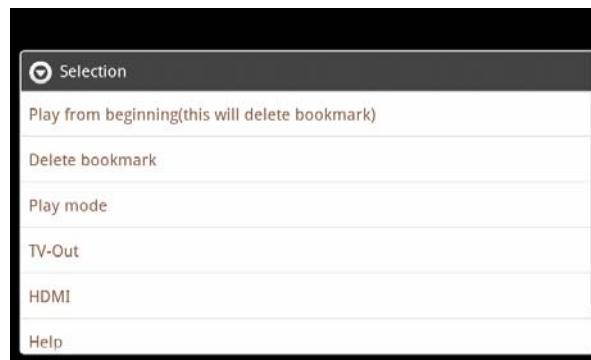 Selection
Play from beginning(this will delete bookmark)
Delete bookmark
Play mode
TV-Out
HDMI
Help